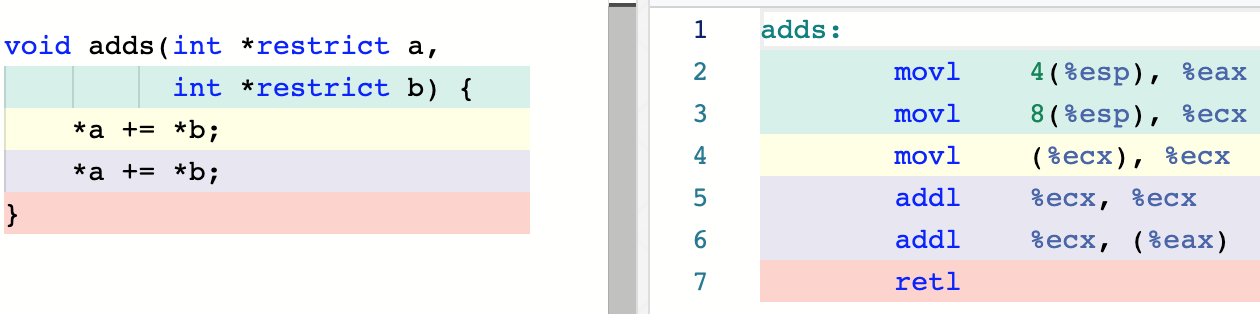 void adds(int *restrict a,
int *restrict b) {
*a += *b;
*a += *b;
}
1 adds:
2 movl 4(%esp), %eax
3 movl 8(%esp), %ecx
4 movl (%ecx), %ecx
5 addl %ecx, %ecx
6 addl %ecx, (%eax)
7 retl